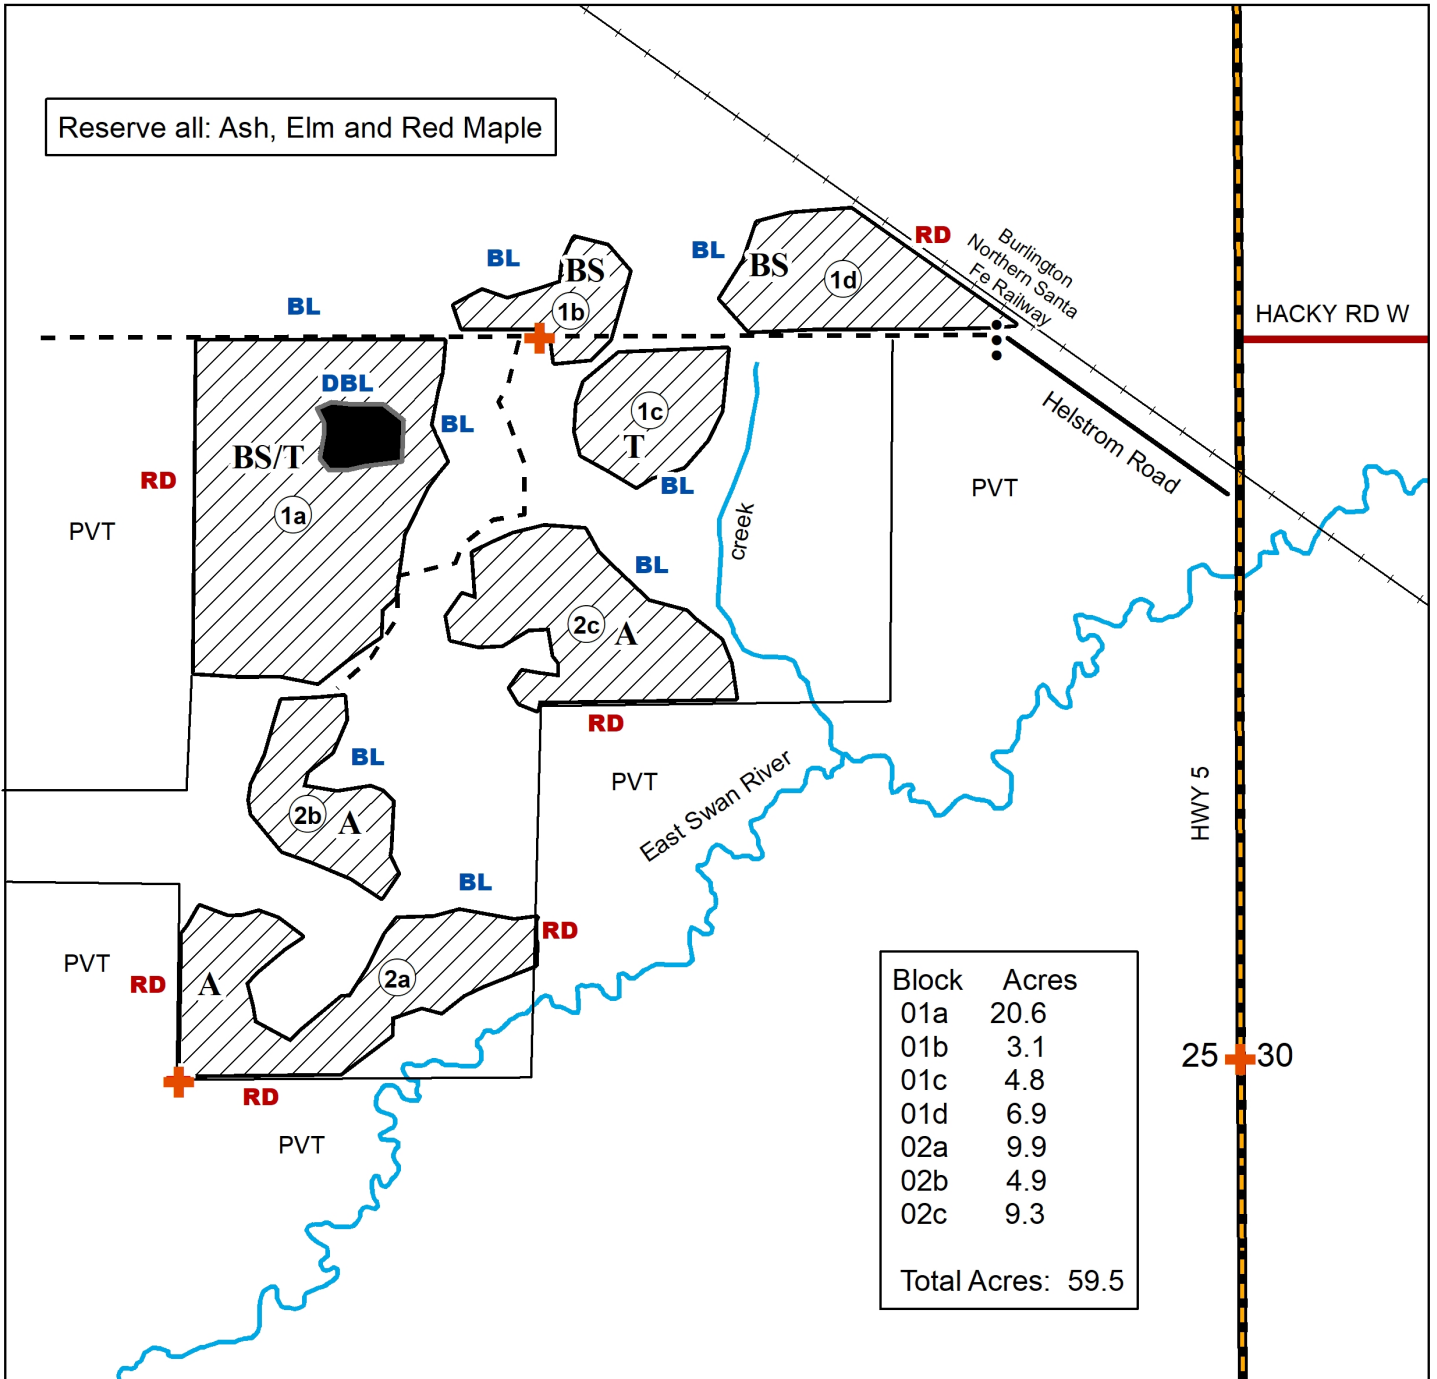 Reserve all: Ash, Elm and Red Maple
RD
Burlington
Northern Santa
Fe Railway
BL
BL
BS
BL
BS
1d
1b
BL
HACKY RD W
DBL
BL
1c
T
Helstrom Road
BS/T
RD
BL
PVT
1a
PVT
creek
BL
2c
A
RD
BL
PVT
East Swan River
HWY 5
2b
A
BL
RD
PVT
RD
A
2a
RD
PVT
25
30
Block Acres
01a 20.6
01b 3.1
01c 4.8
01d 6.9
02a 9.9
02b 4.9
02c 9.3
Total Acres: 59.5